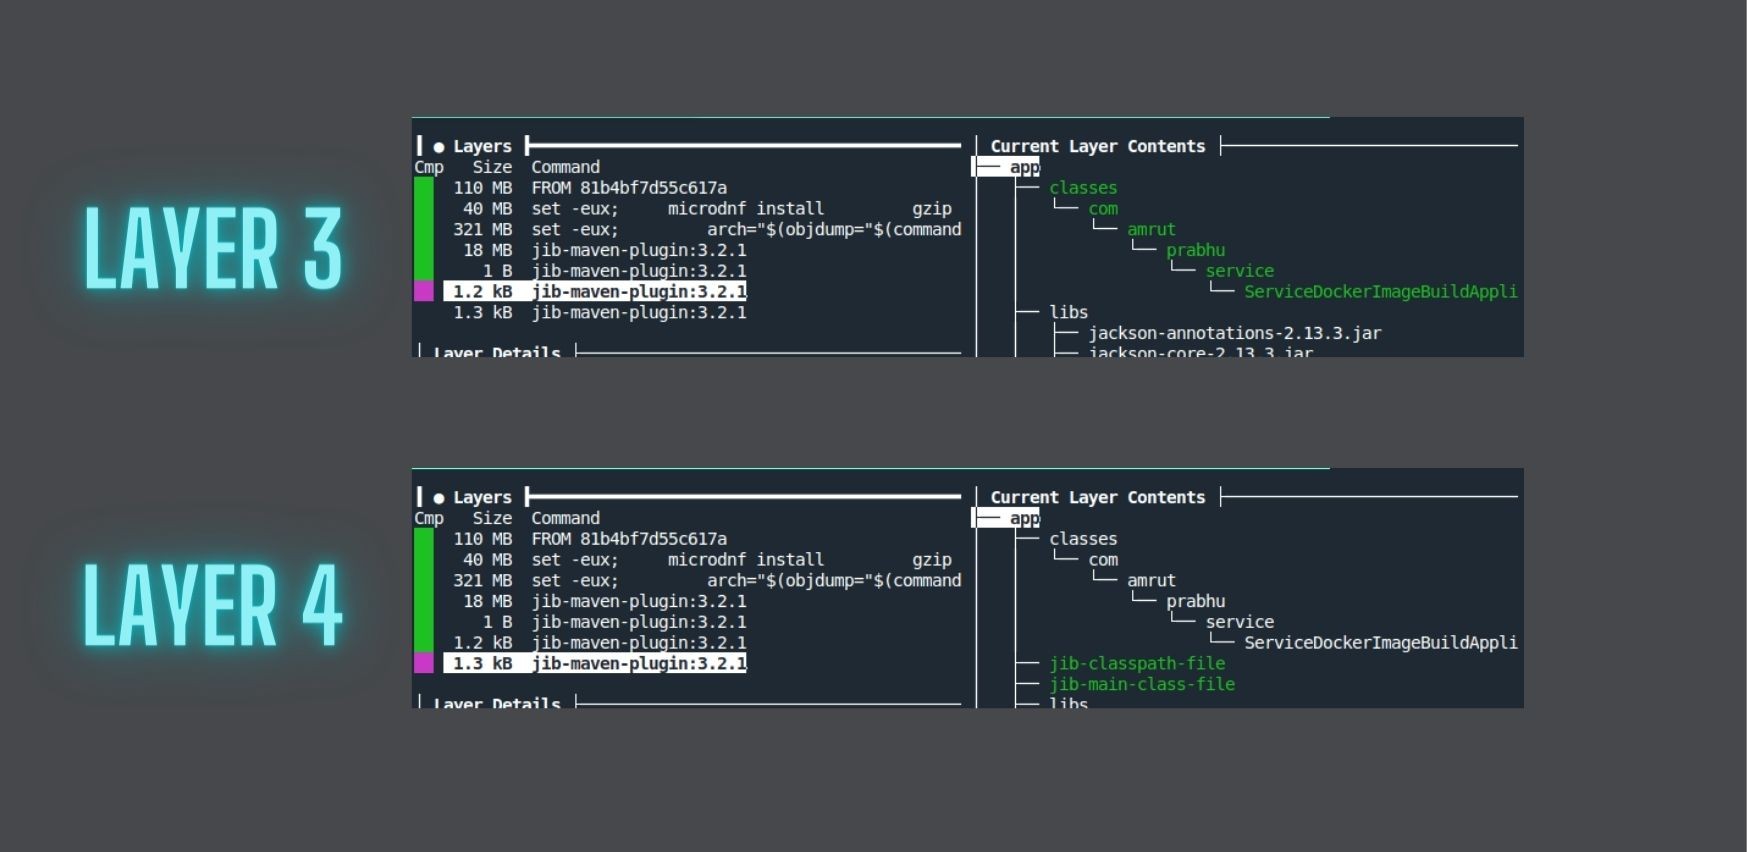 LAYER 3
● Layers
Cmp Size Command
110 MB FROM 81b4bf7d55c617a
40 MB set -eux; microdnf install gzip
321 MB set -eux; arch="$(objdump="$(command
18 MB jib-maven-plugin:3.2.1
1 B jib-maven-plugin:3.2.1
1.2 kB jib-maven-plugin:3.2.1
1.3 kB jib-maven-plugin:3.2.1
Layer Details
Current Layer Contents
app
classes
com
amrut
prabhu
service
ServiceDockerImageBuildAppli
libs
jackson-annotations-2.13.3.jar
jackson-core-2.13.3.jar
LAYER 4
● Layers
Cmp Size Command
110 MB FROM 81b4bf7d55c617a
40 MB set -eux; microdnf install gzip
321 MB set -eux; arch="$(objdump="$(command
18 MB jib-maven-plugin:3.2.1
1 B jib-maven-plugin:3.2.1
1.2 kB jib-maven-plugin:3.2.1
1.3 kB jib-maven-plugin:3.2.1
Layer Details
Current Layer Contents
app
classes
com
amrut
prabhu
service
ServiceDockerImageBuildAppli
jib-classpath-file
jib-main-class-file
libs